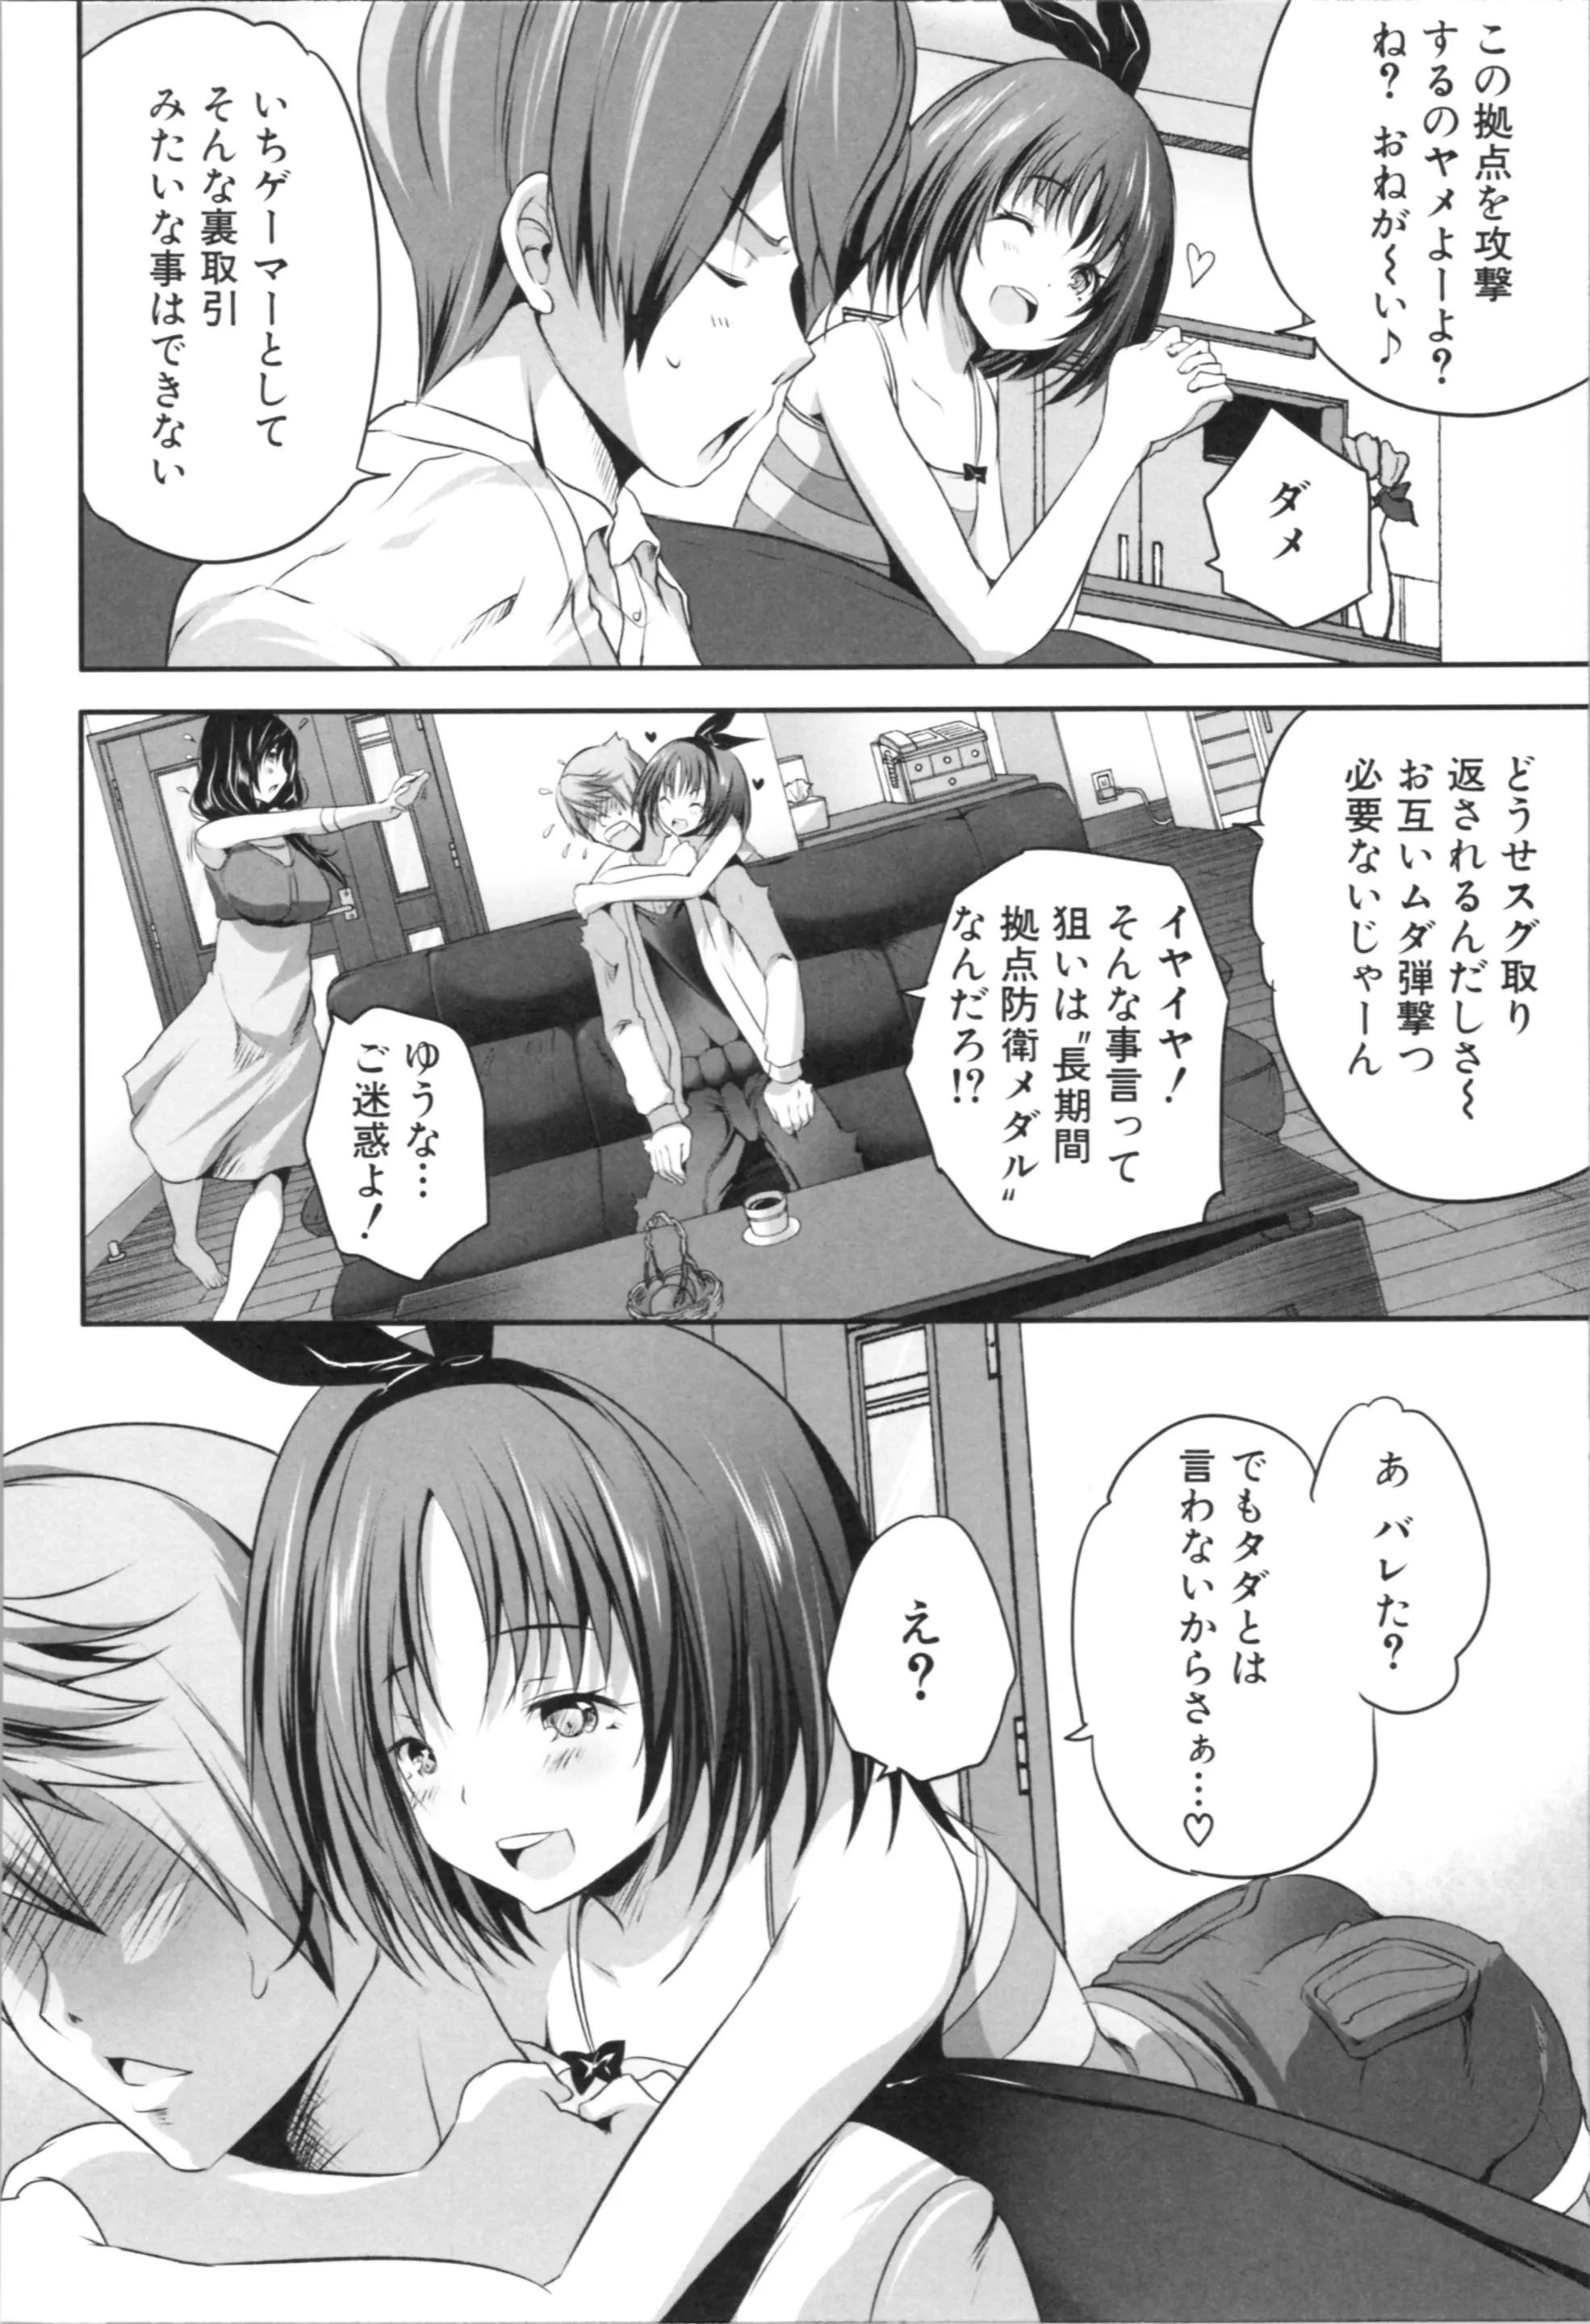 この拠点を攻撃
するのヤメよーよ?
ね? おねが〜い♪
ダメ
いちゲーマーとして
そんな裏取引
みたいな事はできない
どうせスグ取り
返されるんだしさ〜
お互いムダ弾撃つ
必要ないじゃーん
イヤイヤ!
そんな事言って
狙いは〝長期間
拠点防衛メダル〟
なんだろ!?
ゆうな…
ご迷惑よ!
あ バレた?
でもタダとは
言わないからさぁ…♡
え?